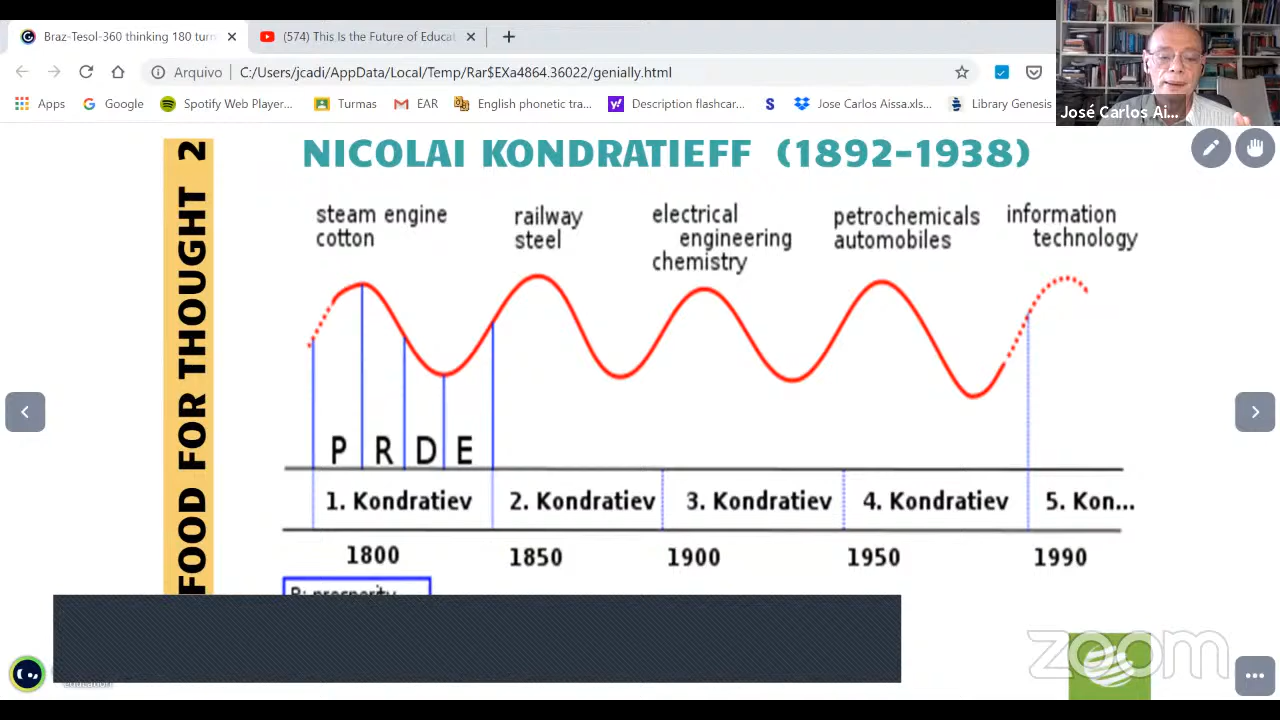 Braz-Tesol-360 thinking 180 turn
(574) This Is the Future of Educat
Arquivo
C:/Users/jcadi/AppData/Local/Temp/Rar$EXa4864.36022/genially.html
Apps
Google
Spotify Web Player...
Turmas
EAR
English phonetic tra...
Description flashcar...
Jose Carlos Aissa.xls...
Library Genesis
José Carlos Ai...
FOOD FOR THOUGHT 2
NICOLAI KONDRATIEFF (1892-1938)
steam engine
cotton
railway
steel
electrical
engineering
chemistry
petrochemicals
automobiles
information
technology
P R D E
1. Kondratiev
2. Kondratiev
3. Kondratiev
4. Kondratiev
5. Kon...
1800
1850
1900
1950
1990
P: prosperity
zoom
education